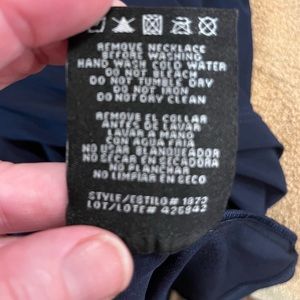 REMOVE NECKLACE
BEFORE WASHING
HAND WASH COLD WATER
DO NOT BLEACH
DO NOT TUMBLE DRY
DO NOT IRON
DO NOT DRY CLEAN
REMOVE EL COLLAR
ANTES DE LAVAR
LAVAR A MANO
CON AGUA FRIA
NO USAR BLANQUEADOR
NO SECAR EN SECADORA
NO PLANCHAR
NO LIMPIAR EN SECO
STYLE/ESTILO# 1873
LOT/LOTE# 426942